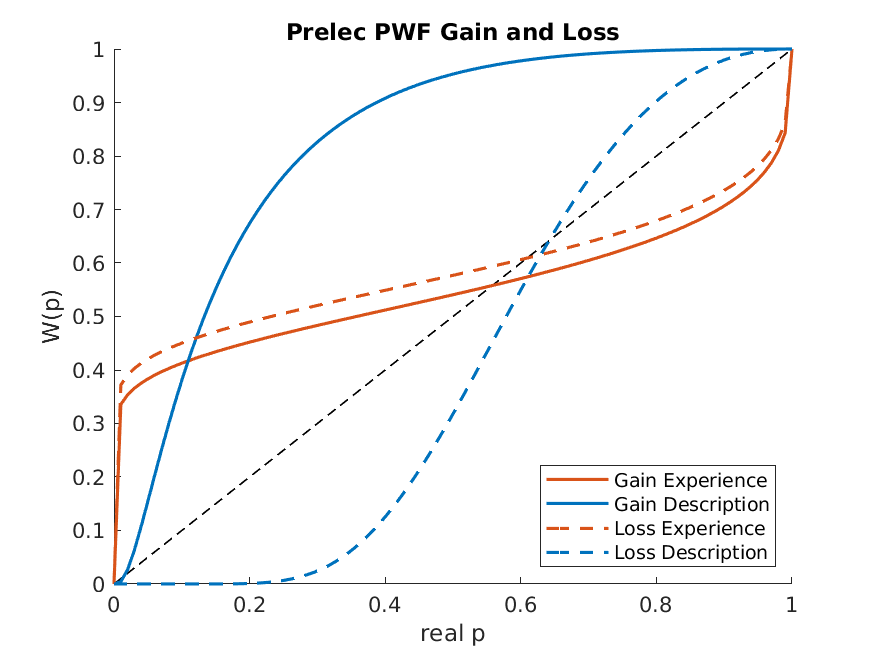 Prelec PWF Gain and Loss
1
0.9
0.8
0.7
0.6
0.5
0.4
0.3
0.2
0.1
0
W(p)
0 0.2 0.4 0.6 0.8 1
real p
Gain Experience
Gain Description
Loss Experience
Loss Description